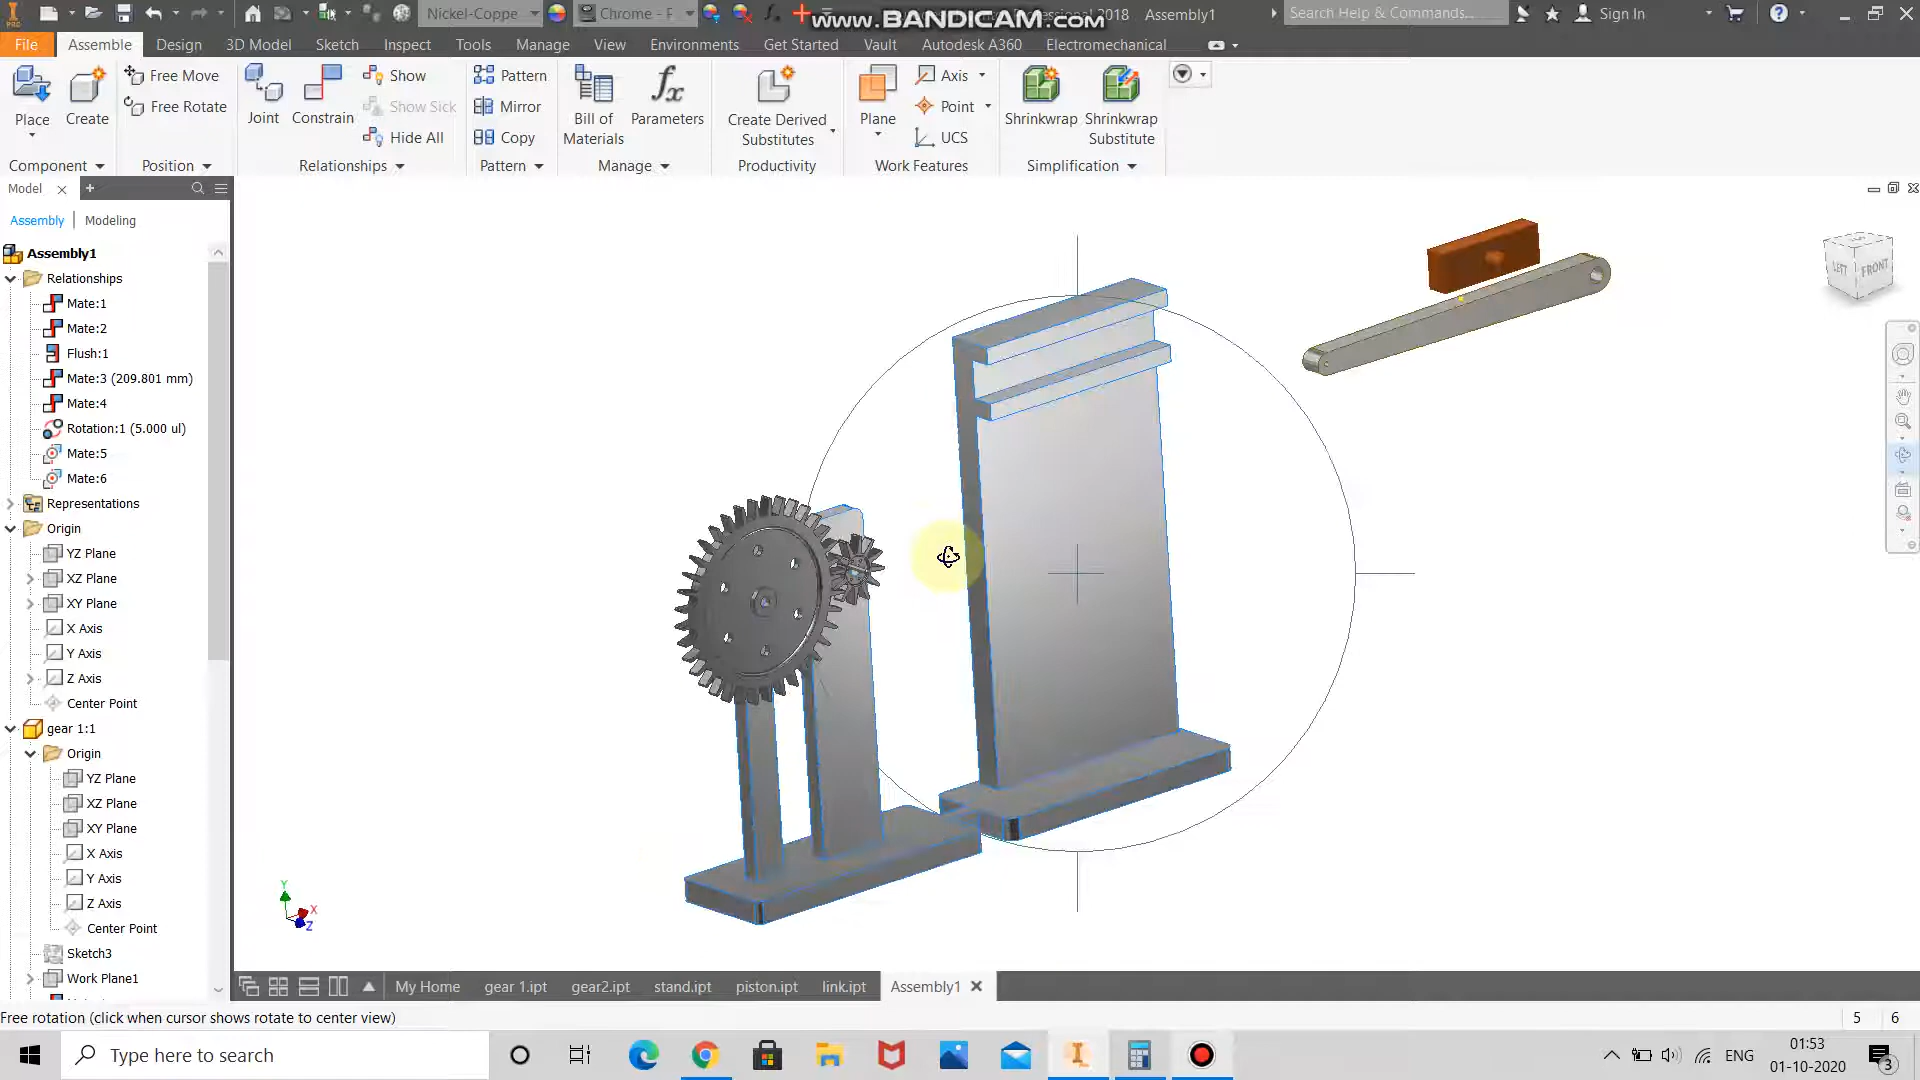 Nickel-Coppe
Chrome - F
www.BANDICAM.com
2018
Assembly1
Search Help & Commands...
Sign In
File
Assemble
Design
3D Model
Sketch
Inspect
Tools
Manage
View
Environments
Get Started
Vault
Autodesk A360
Electromechanical
Place
Create
Free Move
Free Rotate
Joint
Constrain
Show
Show Sick
Hide All
Pattern
Mirror
Copy
Bill of
Materials
Parameters
Create Derived
Substitutes
Plane
Axis
Point
UCS
Shrinkwrap
Shrinkwrap
Substitute
Component
Position
Relationships
Pattern
Manage
Productivity
Work Features
Simplification
Model
Assembly
Modeling
Assembly1
Relationships
Mate:1
Mate:2
Flush:1
Mate:3 (209.801 mm)
Mate:4
Rotation:1 (5.000 ul)
Mate:5
Mate:6
Representations
Origin
YZ Plane
XZ Plane
XY Plane
X Axis
Y Axis
Z Axis
Center Point
gear 1:1
Origin
YZ Plane
XZ Plane
XY Plane
X Axis
Y Axis
Z Axis
Center Point
Sketch3
Work Plane1
LEFT
FRONT
Y
X
Z
My Home
gear 1.ipt
gear2.ipt
stand.ipt
piston.ipt
link.ipt
Assembly1
Free rotation (click when cursor shows rotate to center view)
5
6
Type here to search
ENG
01:53
01-10-2020
3